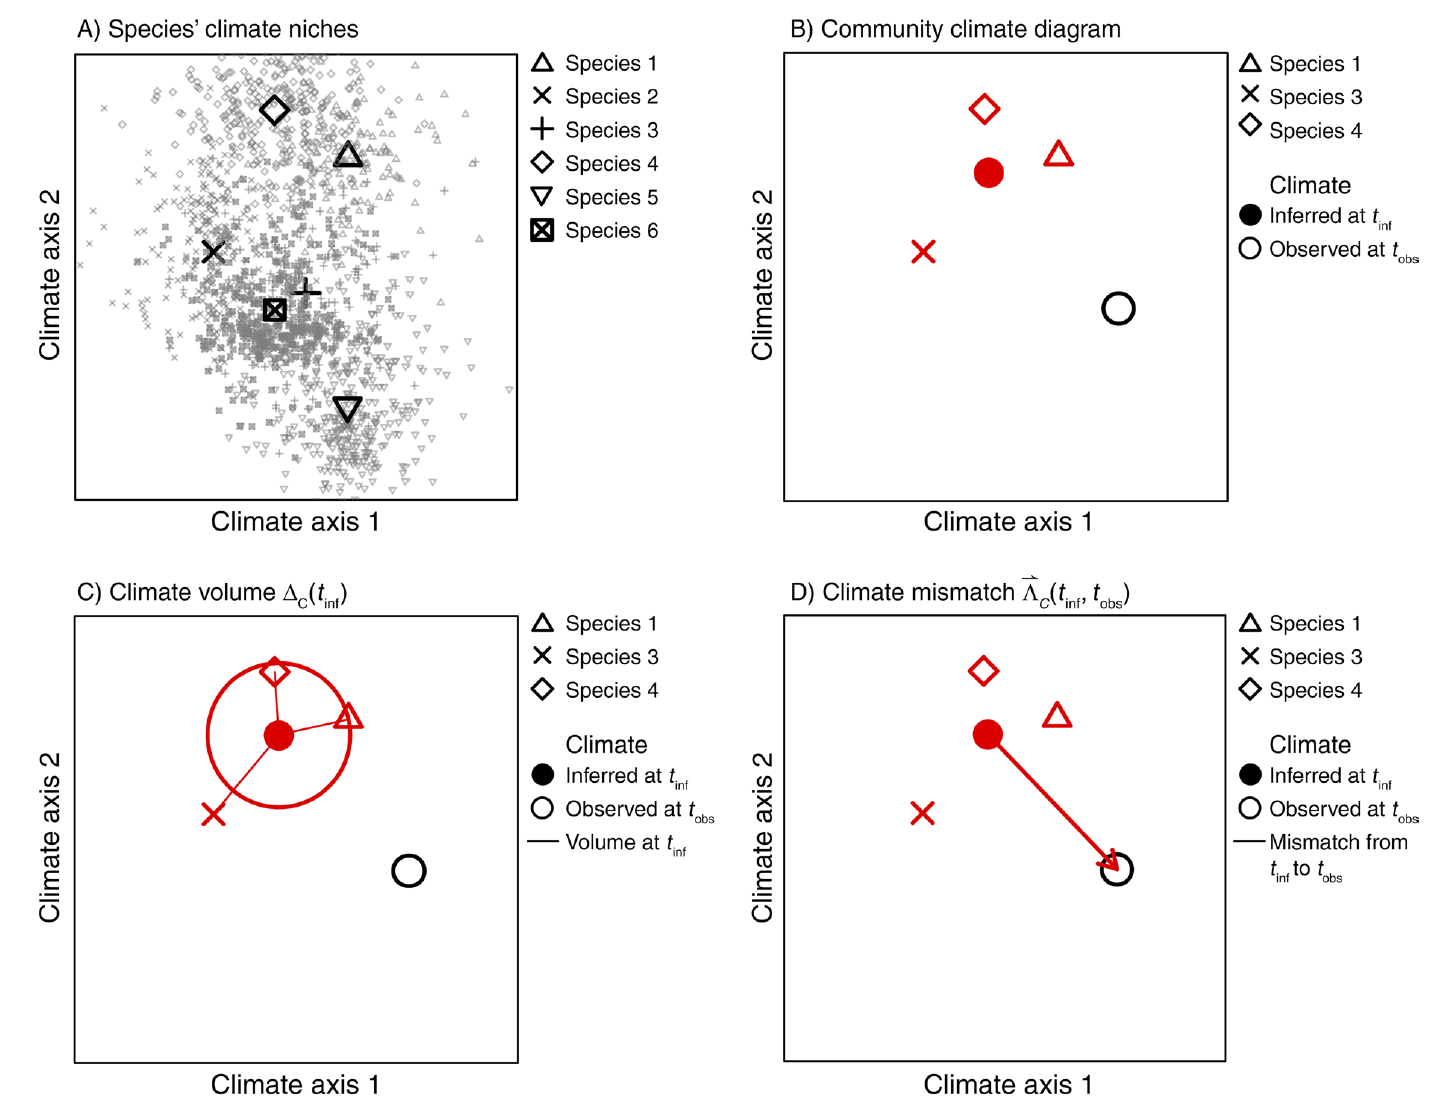 A) Species’ climate niches
Species 1
Species 2
Species 3
Species 4
Species 5
Species 6
Climate axis 2
Climate axis 1
B) Community climate diagram
Species 1
Species 3
Species 4
Climate
Inferred at tinf
Observed at tobs
Climate axis 2
Climate axis 1
C) Climate volume ΔC(tinf)
Species 1
Species 3
Species 4
Climate
Inferred at tinf
Observed at tobs
Volume at tinf
Climate axis 2
Climate axis 1
D) Climate mismatch Λ⃗C(tinf, tobs)
Species 1
Species 3
Species 4
Climate
Inferred at tinf
Observed at tobs
Mismatch from
tinf to tobs
Climate axis 2
Climate axis 1